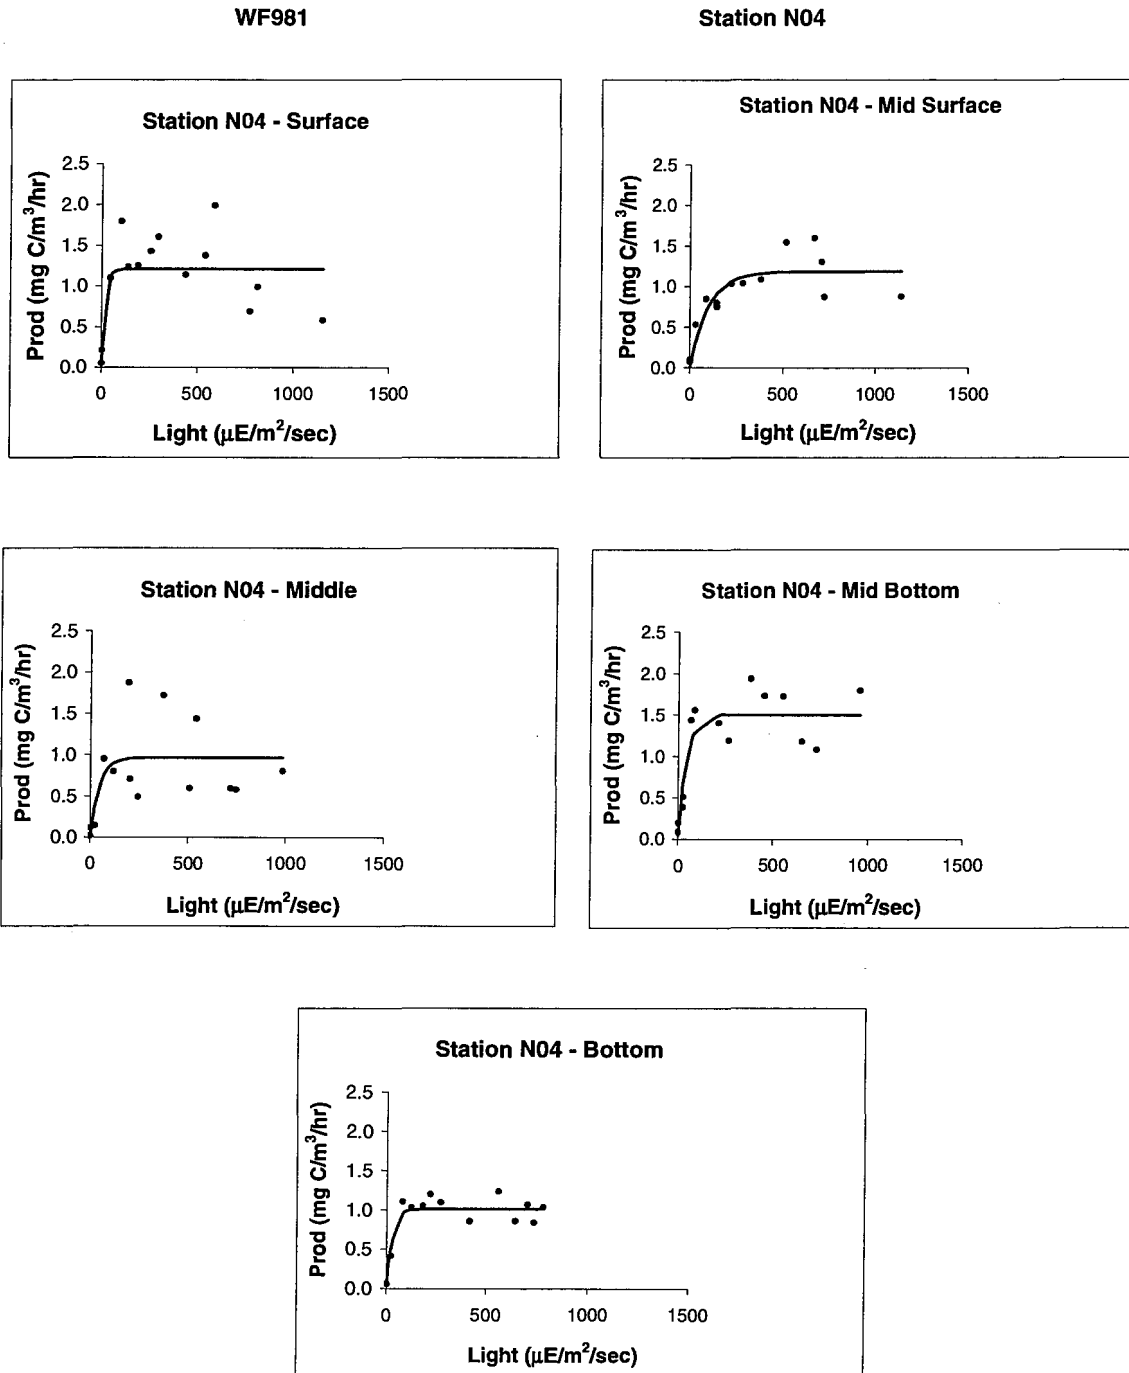 WF981 Station N04
Station N04 - Surface
2.5
2.0
1.5
1.0
0.5
0.0
Prod (mg C/m³/hr)
0 500 1000 1500
Light (µE/m²/sec)
Station N04 - Mid Surface
2.5
2.0
1.5
1.0
0.5
0.0
Prod (mg C/m³/hr)
0 500 1000 1500
Light (µE/m²/sec)
Station N04 - Middle
2.5
2.0
1.5
1.0
0.5
0.0
Prod (mg C/m³/hr)
0 500 1000 1500
Light (µE/m²/sec)
Station N04 - Mid Bottom
2.5
2.0
1.5
1.0
0.5
0.0
Prod (mg C/m³/hr)
0 500 1000 1500
Light (µE/m²/sec)
Station N04 - Bottom
2.5
2.0
1.5
1.0
0.5
0.0
Prod (mg C/m³/hr)
0 500 1000 1500
Light (µE/m²/sec)